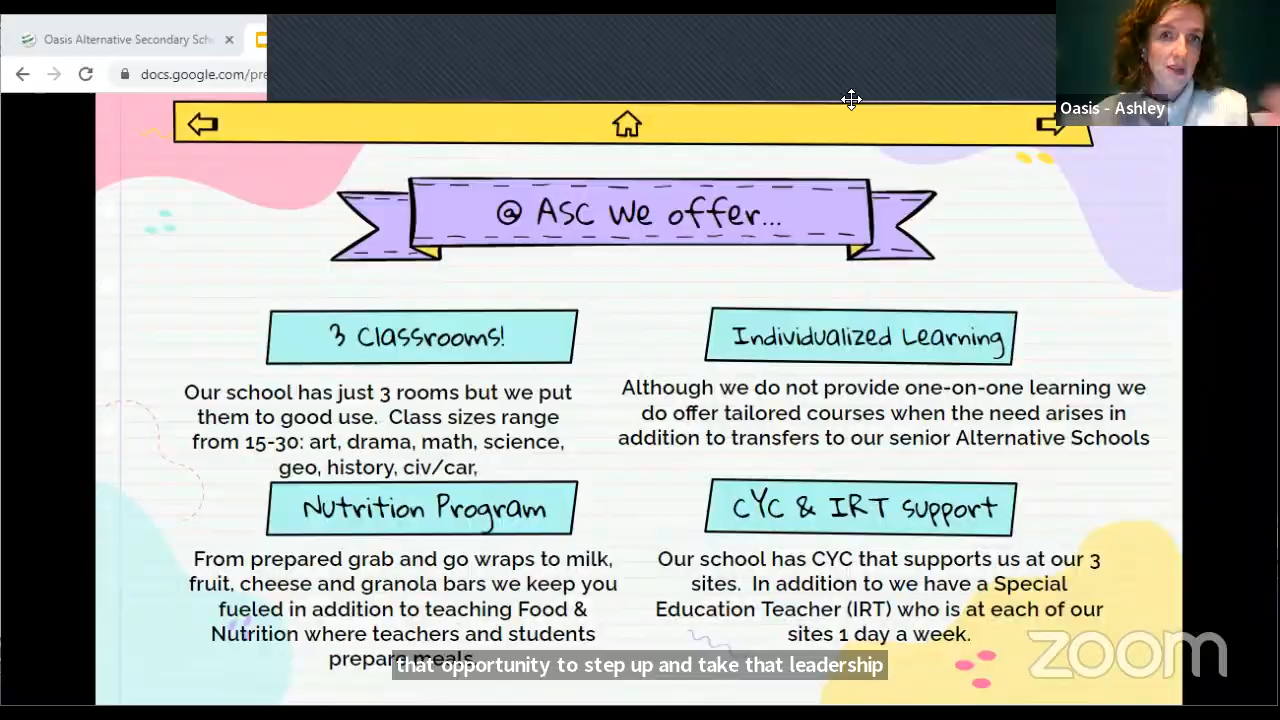 Oasis Alternative Secondary Sch
docs.google.com/pre
Oasis - Ashley
@ ASC We offer...
3 Classrooms!
Our school has just 3 rooms but we put
them to good use. Class sizes range
from 15-30: art, drama, math, science,
geo, history, civ/car,
Individualized Learning
Although we do not provide one-on-one learning we
do offer tailored courses when the need arises in
addition to transfers to our senior Alternative Schools
Nutrition Program
From prepared grab and go wraps to milk,
fruit, cheese and granola bars we keep you
fueled in addition to teaching Food &
Nutrition where teachers and students
prepare meals
CYC & IRT support
Our school has CYC that supports us at our 3
sites. In addition to we have a Special
Education Teacher (IRT) who is at each of our
sites 1 day a week.
that opportunity to step up and take that leadership
zoom